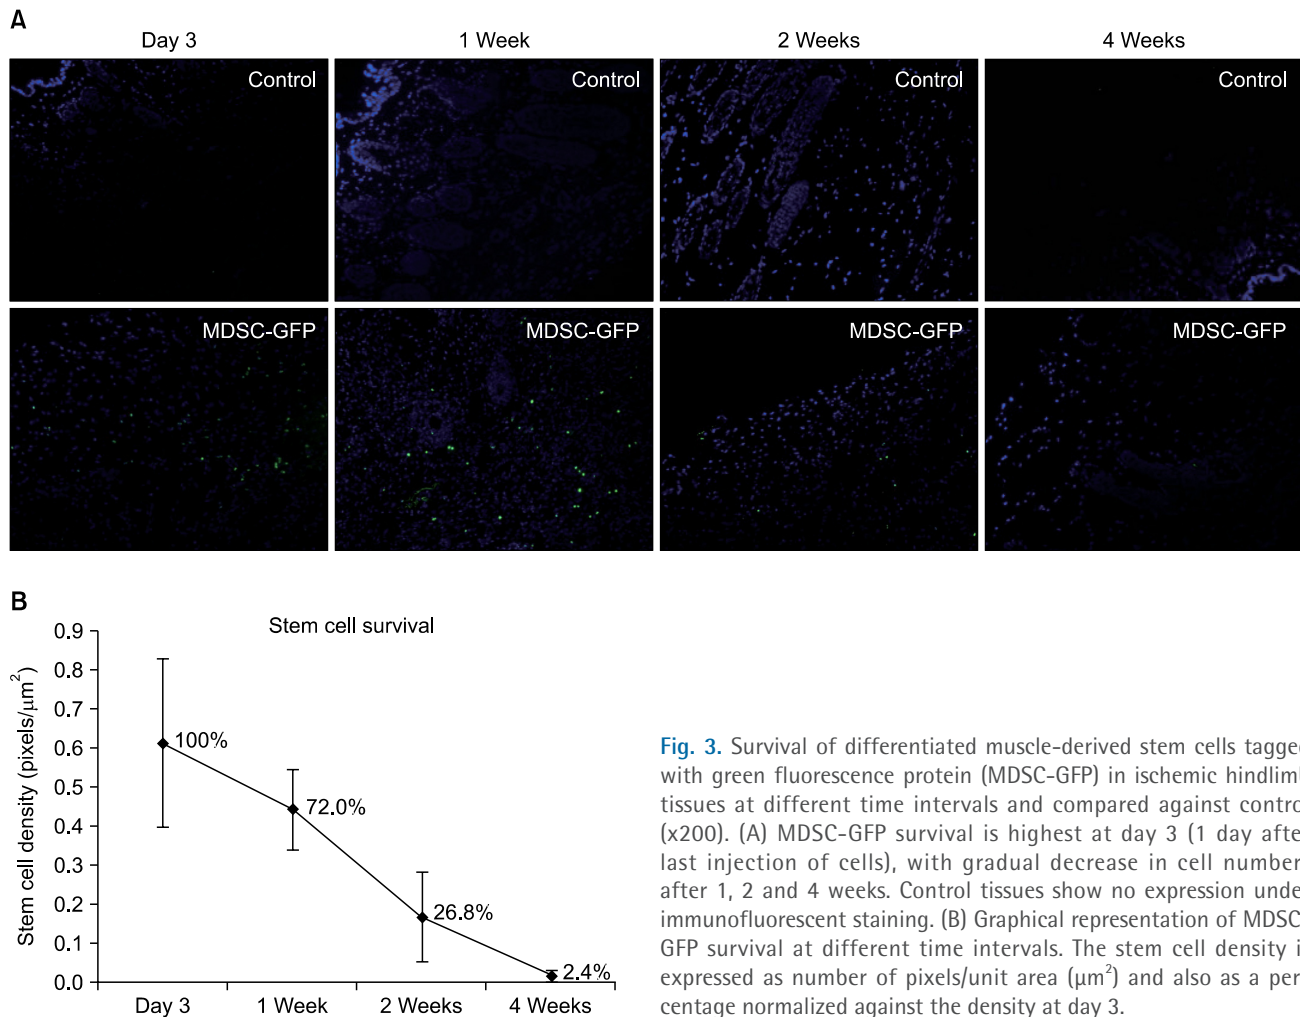 A
Day 3
1 Week
2 Weeks
4 Weeks
Control
Control
Control
Control
MDSC-GFP
MDSC-GFP
MDSC-GFP
MDSC-GFP
B
Stem cell survival
Stem cell density (pixels/μm²)
0.9
0.8
0.7
0.6
0.5
0.4
0.3
0.2
0.1
0.0
100%
72.0%
26.8%
2.4%
Day 3
1 Week
2 Weeks
4 Weeks
Fig. 3. Survival of differentiated muscle-derived stem cells tagged
with green fluorescence protein (MDSC-GFP) in ischemic hindlim
tissues at different time intervals and compared against contro
(x200). (A) MDSC-GFP survival is highest at day 3 (1 day afte
last injection of cells), with gradual decrease in cell number
after 1, 2 and 4 weeks. Control tissues show no expression unde
immunofluorescent staining. (B) Graphical representation of MDSC
GFP survival at different time intervals. The stem cell density i
expressed as number of pixels/unit area (μm²) and also as a per
centage normalized against the density at day 3.